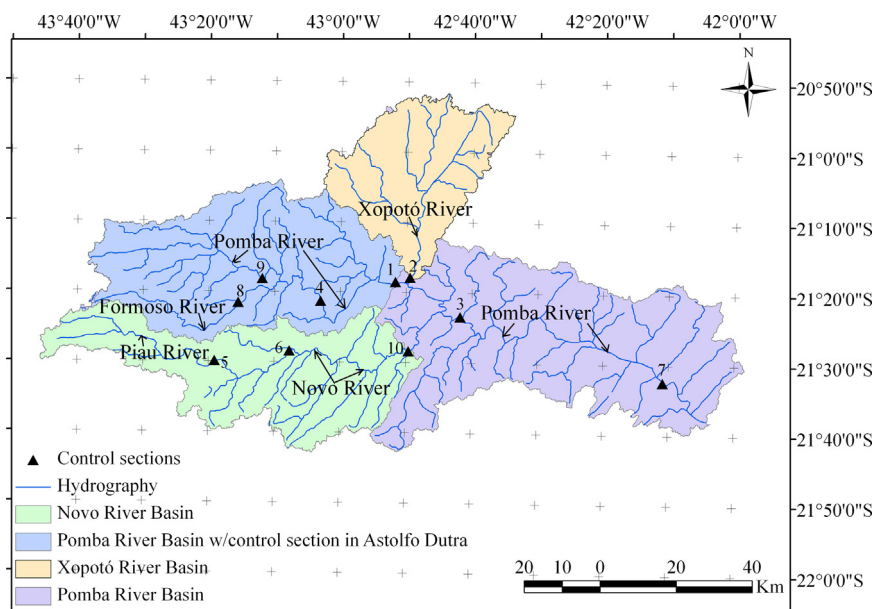 43°40'0"W 43°20'0"W 43°00'0"W 42°40'0"W 42°20'0"W 42°00'0"W
N
20°50'0"S
21°0'0"S
Xopotó River
21°10'0"S
Pomba River
9
1
2
8
4
21°20'0"S
Formoso River
3
Pomba River
Piau River
5
6
10
Novo River
7
21°30'0"S
21°40'0"S
Control sections
Hydrography
Novo River Basin
21°50'0"S
Pomba River Basin w/control section in Astolfo Dutra
Xopotó River Basin
Pomba River Basin
20 10 0 20 40
Km
22°0'0"S